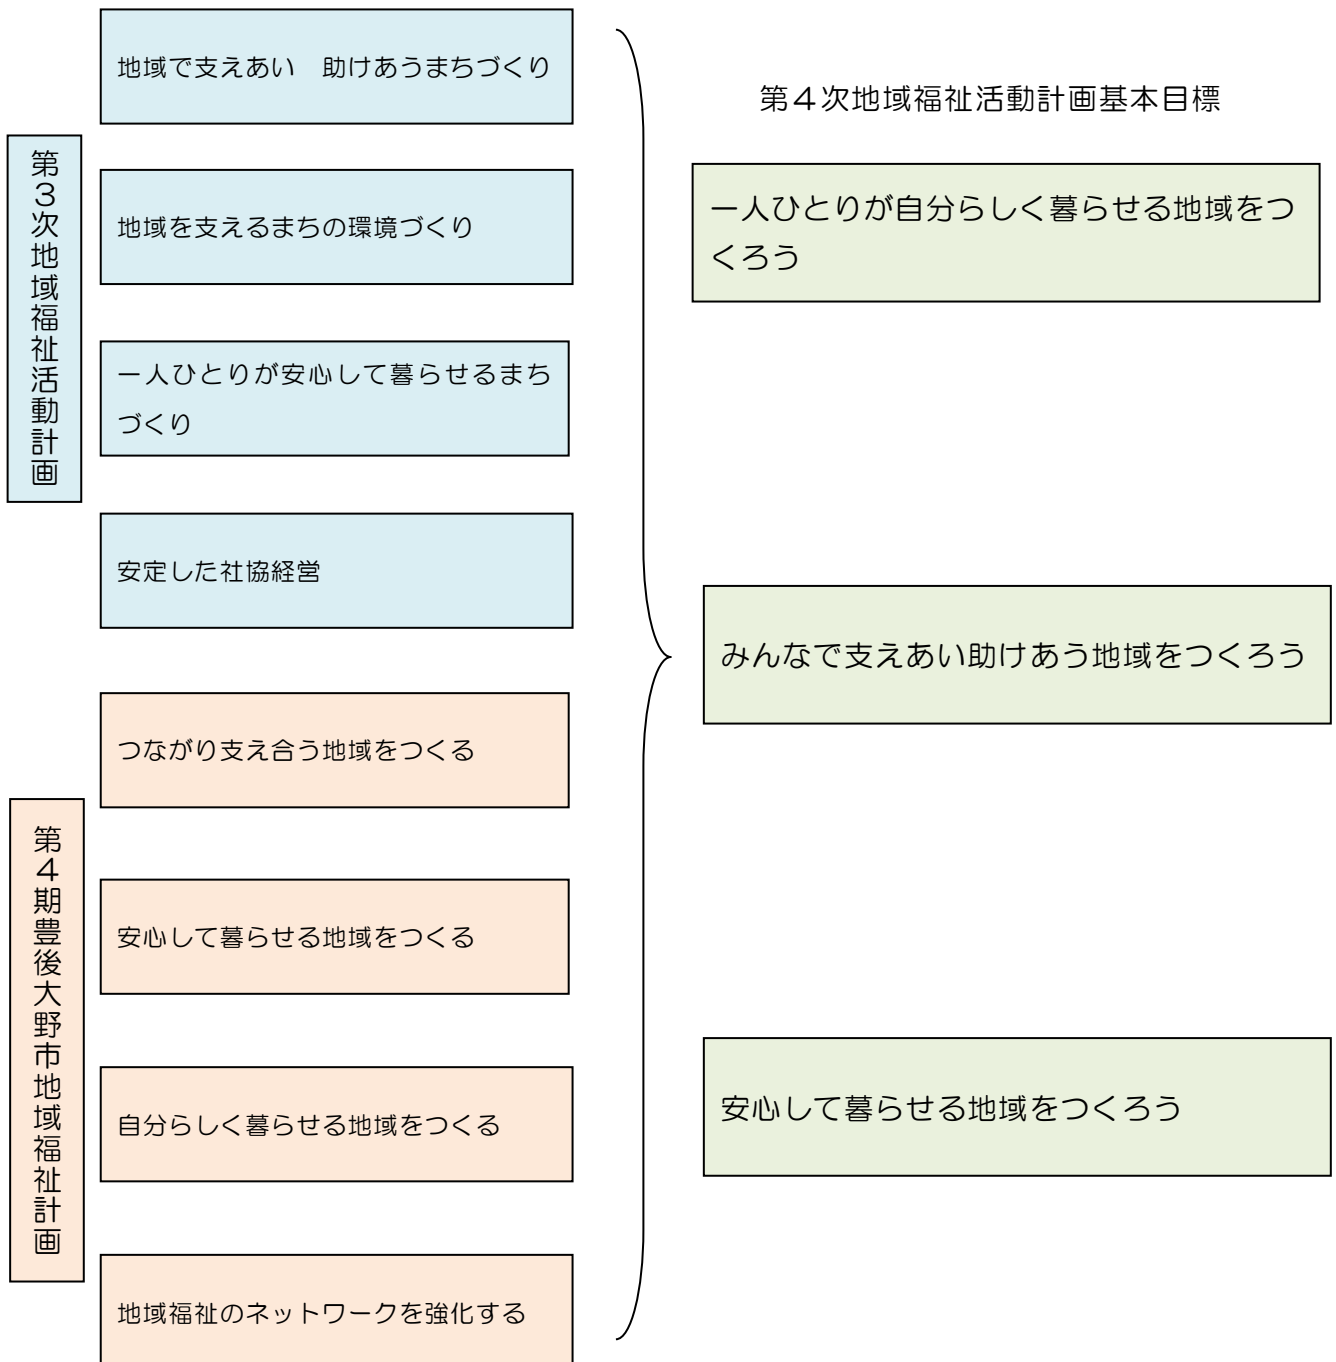 第３次地域福祉活動計画
地域で支えあい　助けあうまちづくり
地域を支えるまちの環境づくり
一人ひとりが安心して暮らせるまち
づくり
安定した社協経営
第４期豊後大野市地域福祉計画
つながり支え合う地域をつくる
安心して暮らせる地域をつくる
自分らしく暮らせる地域をつくる
地域福祉のネットワークを強化する
第４次地域福祉活動計画基本目標
一人ひとりが自分らしく暮らせる地域をつ
くろう
みんなで支えあい助けあう地域をつくろう
安心して暮らせる地域をつくろう